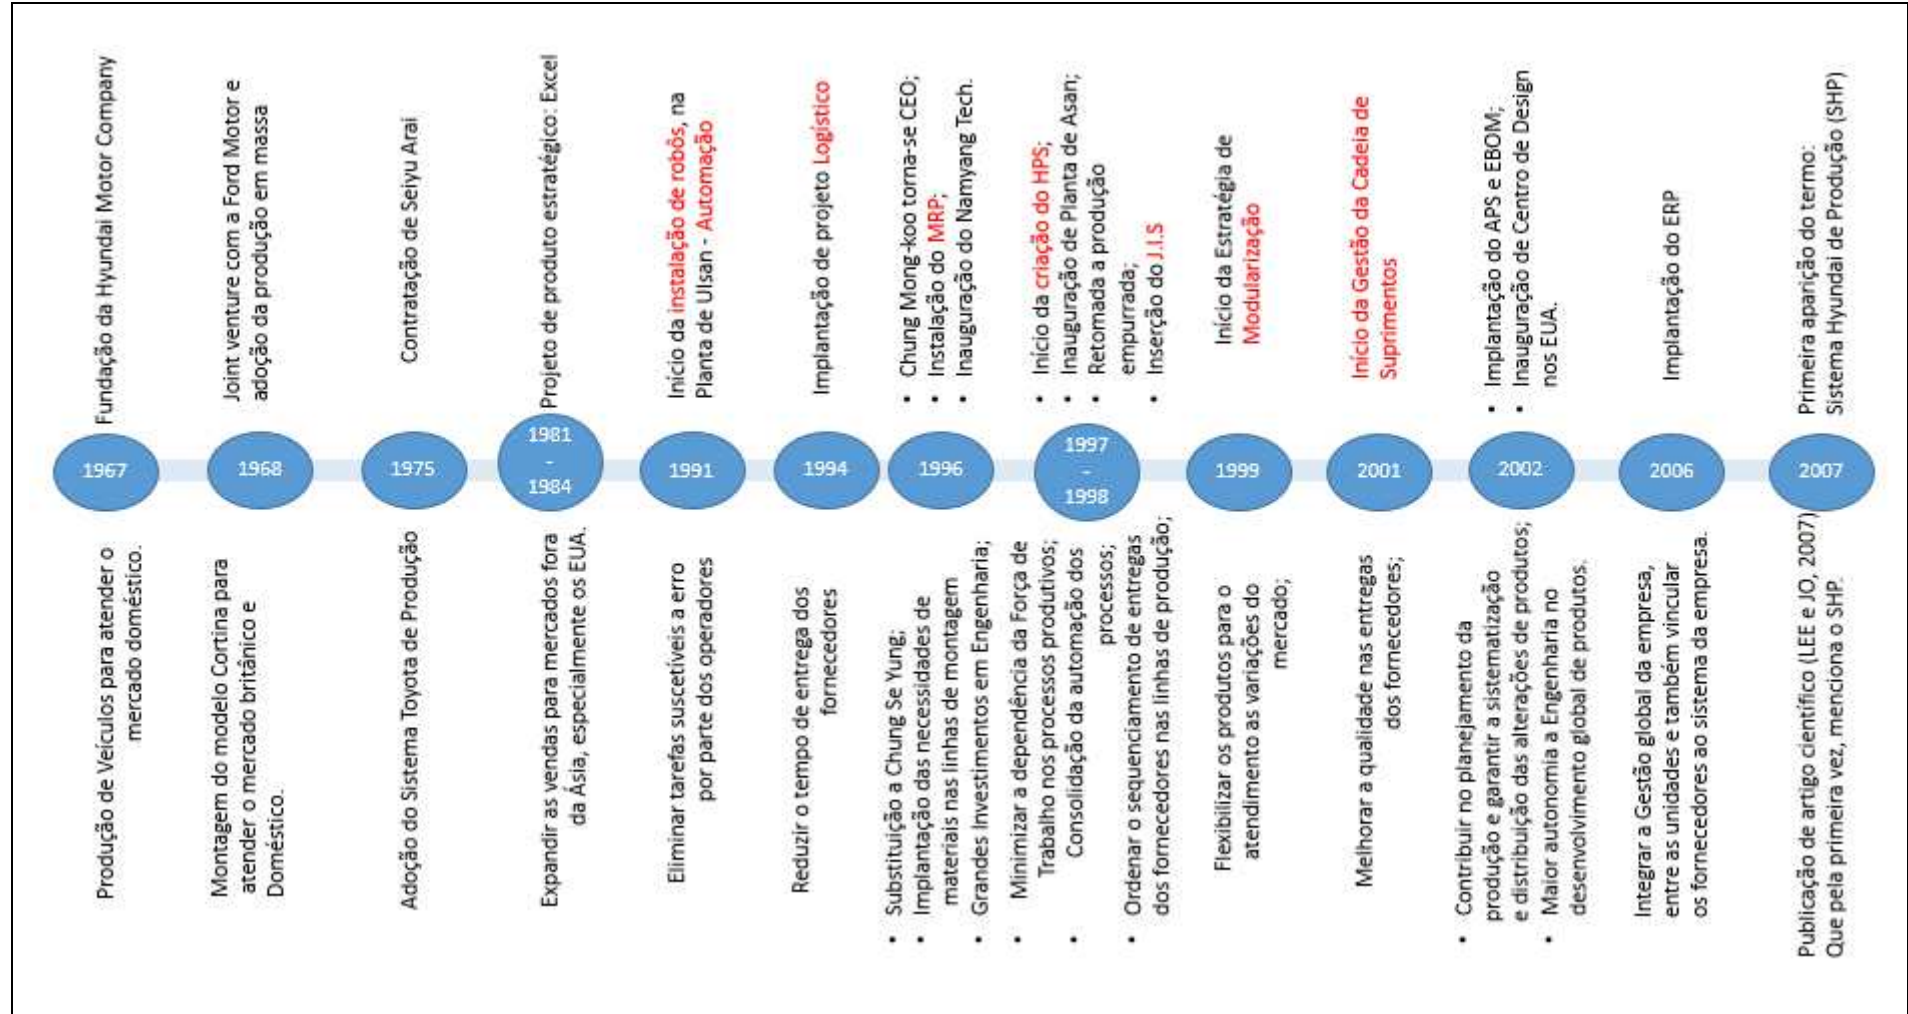 Fundação da Hyundai Motor Company
1967
Produção de Veículos para atender o
mercado doméstico.
Joint venture com a Ford Motor e
adoção da produção em massa
1968
Montagem do modelo Cortina para
atender o mercado britânico e
Doméstico.
Contratação de Seiyu Arai
1975
Adoção do Sistema Toyota de Produção
Projeto de produto estratégico: Excel
1981
-
1984
Expandir as vendas para mercados fora
da Ásia, especialmente os EUA.
Início da instalação de robôs, na
Planta de Ulsan - Automação
1991
Eliminar tarefas suscetíveis a erro
por parte dos operadores
Implantação de projeto Logístico
1994
Reduzir o tempo de entrega dos
fornecedores
• Chung Mong-koo torna-se CEO;
• Instalação do MRP;
• Inauguração do Namyang Tech.
1996
• Substituição a Chung Se Yung;
• Implantação das necessidades de
materiais nas linhas de montagem
• Grandes Investimentos em Engenharia;
• Início da criação do HPS;
• Inauguração de Planta de Asan;
• Retomada a produção
empurrada;
• Inserção do J.I.S
1997
-
1998
• Minimizar a dependência da Força de
Trabalho nos processos produtivos;
• Consolidação da automação dos
processos;
• Ordenar o sequenciamento de entregas
dos fornecedores nas linhas de produção;
Início da Estratégia de
Modularização
1999
Flexibilizar os produtos para o
atendimento as variações do
mercado;
Início da Gestão da Cadeia de
Suprimentos
2001
Melhorar a qualidade nas entregas
dos fornecedores;
• Implantação do APS e EBOM;
• Inauguração de Centro de Design
nos EUA.
2002
• Contribuir no planejamento da
produção e garantir a sistematização
e distribuição das alterações de produtos;
• Maior autonomia a Engenharia no
desenvolvimento global de produtos.
Implantação do ERP
2006
Integrar a Gestão global da empresa,
entre as unidades e também vincular
os fornecedores ao sistema da empresa.
Primeira aparição do termo:
Sistema Hyundai de Produção (SHP)
2007
Publicação de artigo científico (LEE e JO, 2007)
Que pela primeira vez, menciona o SHP.